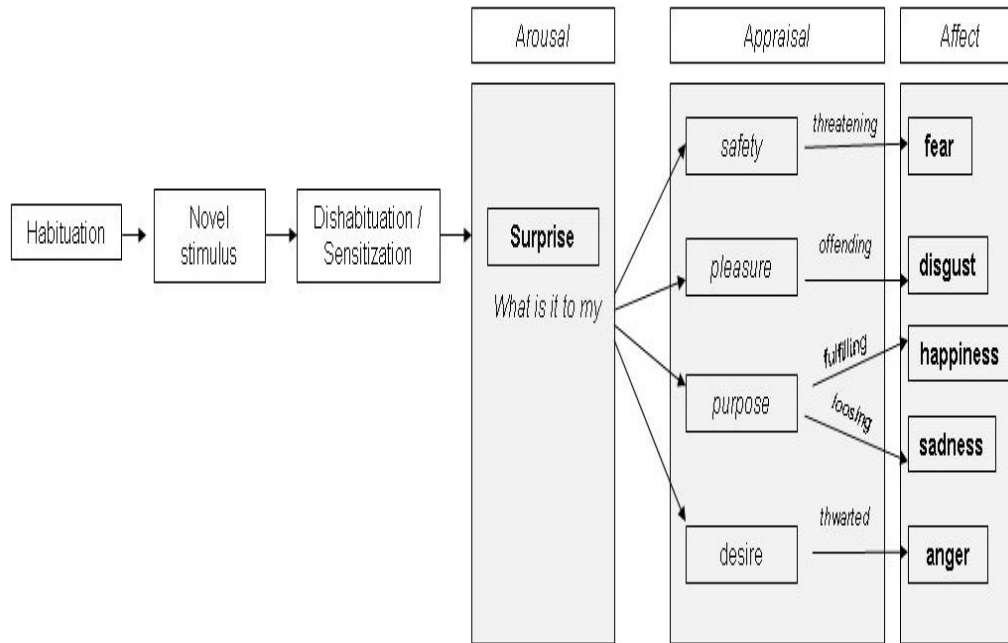 Arousal
Appraisal
Affect
Habituation
Novel
stimulus
Dishabituation /
Sensitization
Surprise
What is it to my
safety
threatening
fear
pleasure
offending
disgust
purpose
fulfilling
happiness
loosing
sadness
desire
thwarted
anger